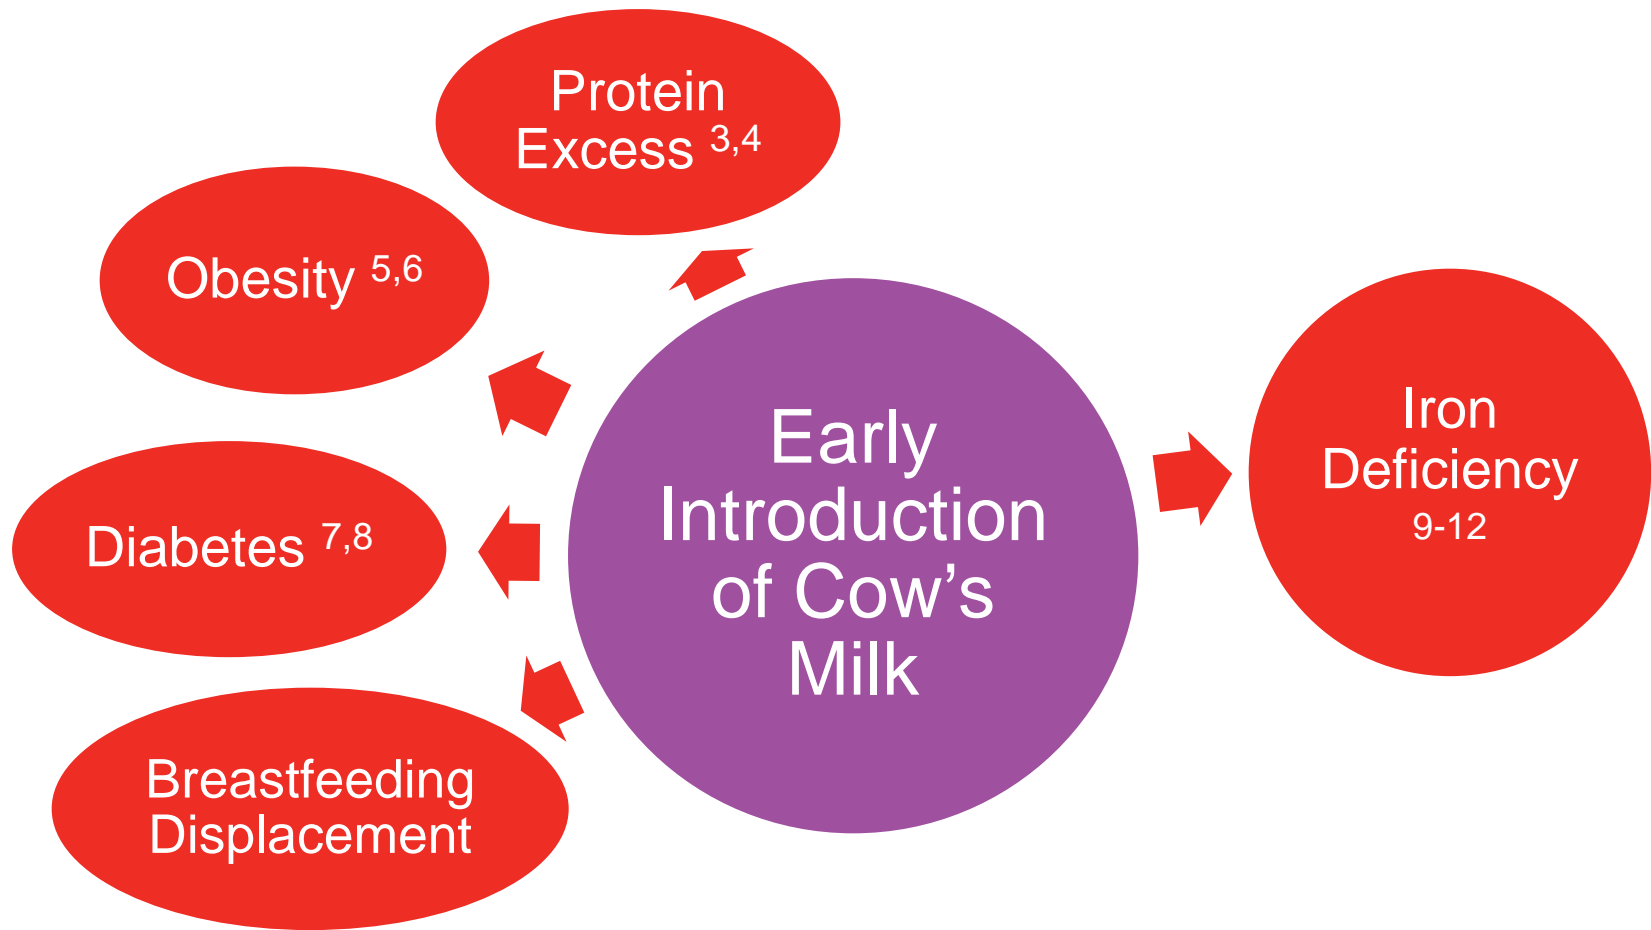 Protein
Excess 3,4
Obesity 5,6
Diabetes 7,8
Breastfeeding
Displacement
Early
Introduction
of Cow’s
Milk
Iron
Deficiency
9-12